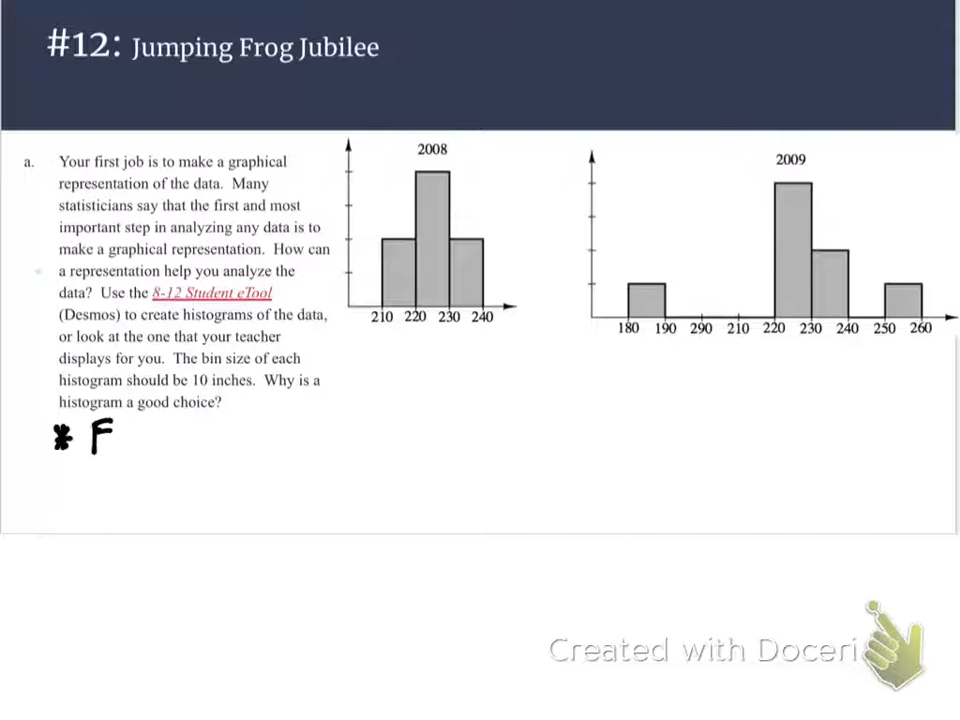 #12: Jumping Frog Jubilee
a. Your first job is to make a graphical
representation of the data. Many
statisticians say that the first and most
important step in analyzing any data is to
make a graphical representation. How can
a representation help you analyze the
data? Use the 8-12 Student eTool
(Desmos) to create histograms of the data,
or look at the one that your teacher
displays for you. The bin size of each
histogram should be 10 inches. Why is a
histogram a good choice?
* F
2008
210 220 230 240
2009
180 190 290 210 220 230 240 250 260
Created with Doceri